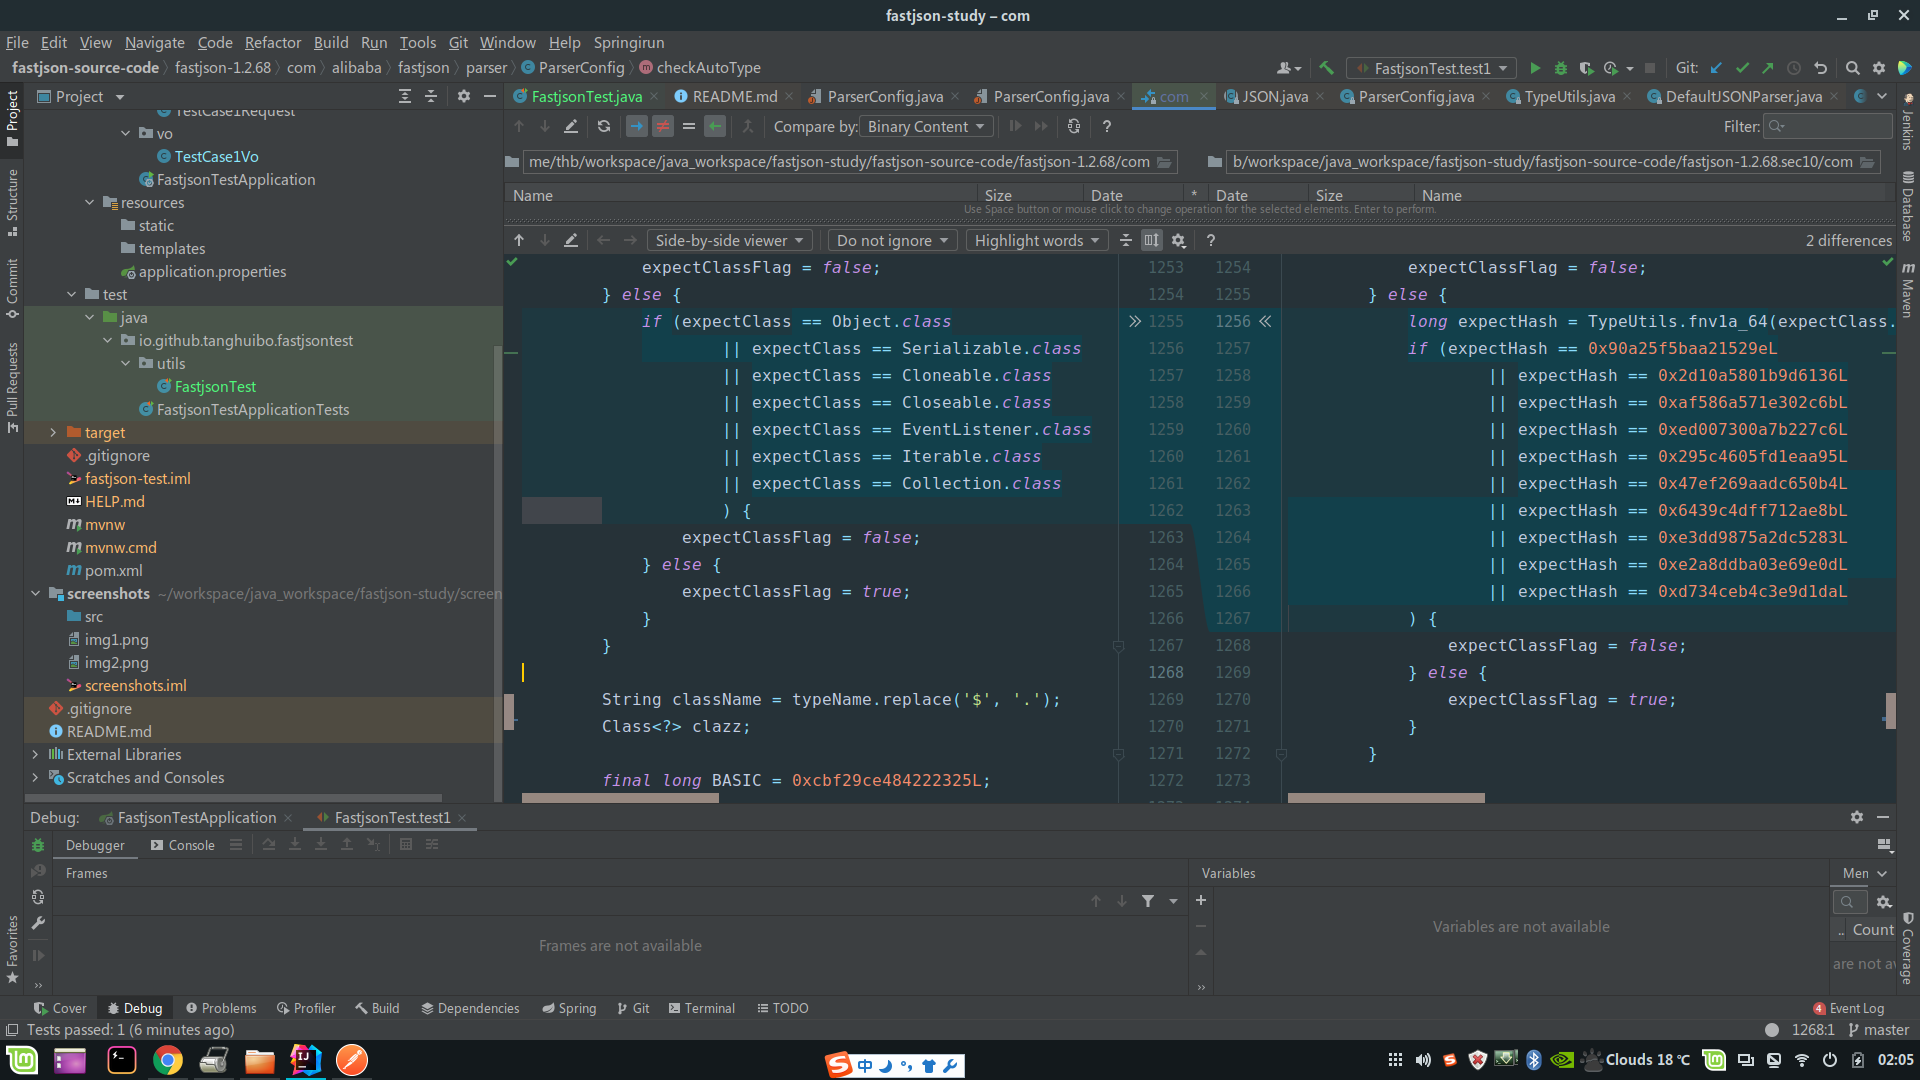 fastjson-study – com
File Edit View Navigate Code Refactor Build Run Tools Git Window Help Springirun
fastjson-source-code fastjson-1.2.68 com alibaba fastjson parser ParserConfig checkAutoType
FastjsonTest.test1 Git:
Project
FastjsonTest.java README.md ParserConfig.java ParserConfig.java com JSON.java ParserConfig.java TypeUtils.java DefaultJSONParser.java
Compare by: Binary Content
Filter:
me/thb/workspace/java_workspace/fastjson-study/fastjson-source-code/fastjson-1.2.68/com
b/workspace/java_workspace/fastjson-study/fastjson-source-code/fastjson-1.2.68.sec10/com
Name Size Date * Date Size Name
Use Space button or mouse click to change operation for the selected elements. Enter to perform.
Side-by-side viewer Do not ignore Highlight words ? 2 differences
Project
Structure
Commit
Pull Requests
Favorites
TestCase1Request
vo
TestCase1Vo
FastjsonTestApplication
resources
static
templates
application.properties
test
java
io.github.tanghuibo.fastjsontest
utils
FastjsonTest
FastjsonTestApplicationTests
target
.gitignore
fastjson-test.iml
HELP.md
mvnw
mvnw.cmd
pom.xml
screenshots ~/workspace/java_workspace/fastjson-study/screen
src
img1.png
img2.png
screenshots.iml
.gitignore
README.md
External Libraries
Scratches and Consoles
expectClassFlag = false;
} else {
if (expectClass == Object.class
|| expectClass == Serializable.class
|| expectClass == Cloneable.class
|| expectClass == Closeable.class
|| expectClass == EventListener.class
|| expectClass == Iterable.class
|| expectClass == Collection.class
) {
expectClassFlag = false;
} else {
expectClassFlag = true;
}
}
String className = typeName.replace('$', '.');
Class<?> clazz;
final long BASIC = 0xcbf29ce484222325L;
1253 1254
1254 1255
1255 1256
1256 1257
1257 1258
1258 1259
1259 1260
1260 1261
1261 1262
1262 1263
1263 1264
1264 1265
1265 1266
1266 1267
1267 1268
1268 1269
1269 1270
1270 1271
1271 1272
1272 1273
expectClassFlag = false;
} else {
long expectHash = TypeUtils.fnv1a_64(expectClass.
if (expectHash == 0x90a25f5baa21529eL
|| expectHash == 0x2d10a5801b9d6136L
|| expectHash == 0xaf586a571e302c6bL
|| expectHash == 0xed007300a7b227c6L
|| expectHash == 0x295c4605fd1eaa95L
|| expectHash == 0x47ef269aadc650b4L
|| expectHash == 0x6439c4dff712ae8bL
|| expectHash == 0xe3dd9875a2dc5283L
|| expectHash == 0xe2a8ddba03e69e0dL
|| expectHash == 0xd734ceb4c3e9d1daL
) {
expectClassFlag = false;
} else {
expectClassFlag = true;
}
}
Jenkins
Database
Maven
Coverage
Debug: FastjsonTestApplication FastjsonTest.test1
Debugger Console
Frames
Frames are not available
Variables
Variables are not available
Mem
.. Count
are not av
Cover Debug Problems Profiler Build Dependencies Spring Git Terminal TODO
4 Event Log
Tests passed: 1 (6 minutes ago)
1268:1 master
中
Clouds 18 ℃
02:05